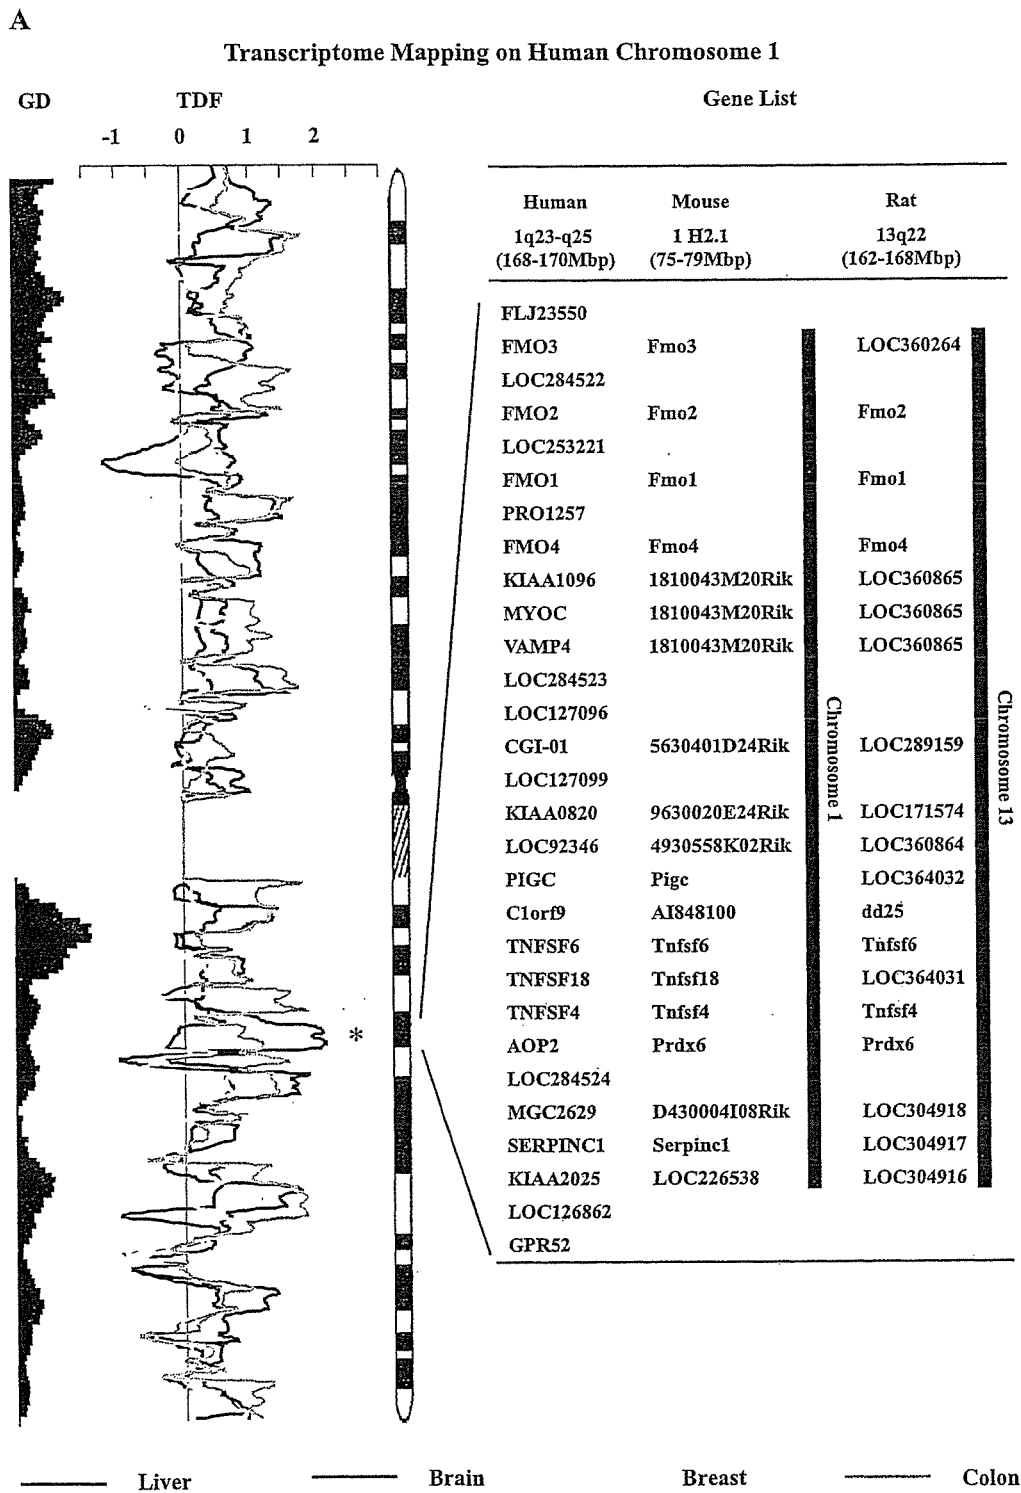 A
Transcriptome Mapping on Human Chromosome 1
GD TDF Gene List
-1 0 1 2
Human Mouse Rat
1q23-q25 1 H2.1 13q22
(168-170Mbp) (75-79Mbp) (162-168Mbp)
FLJ23550
FMO3 Fmo3 LOC360264
LOC284522
FMO2 Fmo2 Fmo2
LOC253221
FMO1 Fmo1 Fmo1
PRO1257
FMO4 Fmo4 Fmo4
KIAA1096 1810043M20Rik LOC360865
MYOC 1810043M20Rik LOC360865
VAMP4 1810043M20Rik LOC360865
LOC284523
LOC127096
CGI-01 5630401D24Rik LOC289159
LOC127099
KIAA0820 9630020E24Rik LOC171574
LOC92346 4930558K02Rik LOC360864
PIGC Pigc LOC364032
C1orf9 AI848100 dd25
TNFSF6 Tnfsf6 Tnfsf6
TNFSF18 Tnfsf18 LOC364031
TNFSF4 Tnfsf4 Tnfsf4
AOP2 Prdx6 Prdx6
LOC284524
MGC2629 D430004I08Rik LOC304918
SERPINC1 Serpinc1 LOC304917
KIAA2025 LOC226538 LOC304916
LOC126862
GPR52
Chromosome 1
Chromosome 13
*
Liver Brain Breast Colon